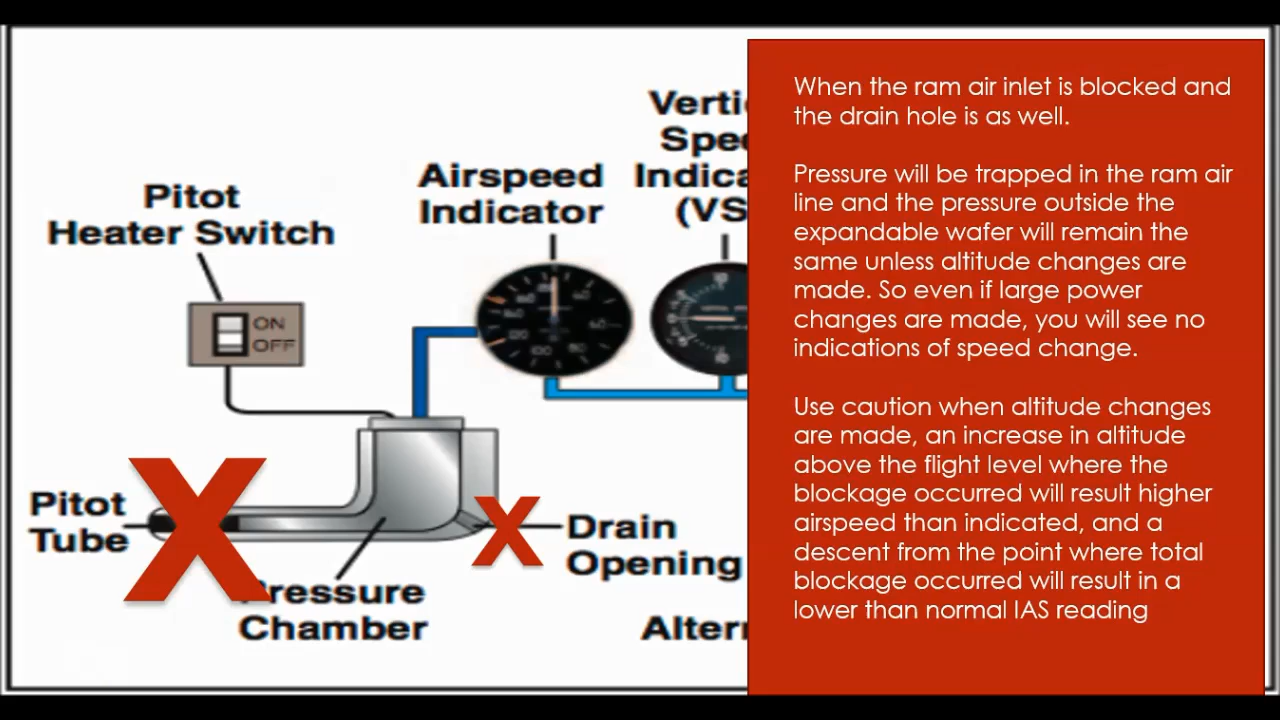 When the ram air inlet is blocked and
the drain hole is as well.
Pressure will be trapped in the ram air
line and the pressure outside the
expandable wafer will remain the
same unless altitude changes are
made. So even if large power
changes are made, you will see no
indications of speed change.
Use caution when altitude changes
are made, an increase in altitude
above the flight level where the
blockage occurred will result higher
airspeed than indicated, and a
descent from the point where total
blockage occurred will result in a
lower than normal IAS reading
Verti
Spee
Indica
(VS
Airspeed
Indicator
Pitot
Heater Switch
ON
OFF
Pitot
Tube
X
X
Drain
Opening
Pressure
Chamber
Altern